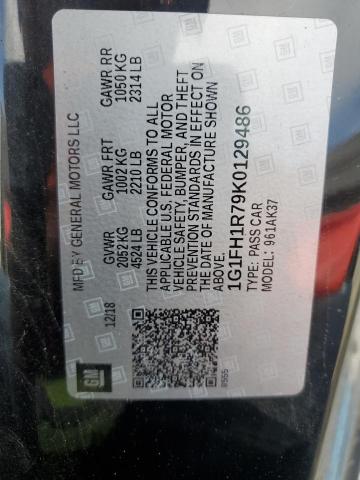 MFD BY GENERAL MOTORS LLC
12/18 GVWR GAWR FRT GAWR RR
2052 KG 1002 KG 1050 KG
4524 LB 2210 LB 2314 LB
THIS VEHICLE CONFORMS TO ALL
APPLICABLE U.S. FEDERAL MOTOR
VEHICLE SAFETY, BUMPER, AND THEFT
PREVENTION STANDARDS IN EFFECT ON
THE DATE OF MANUFACTURE SHOWN
ABOVE.
1G1FH1R79K0129486
TYPE: PASS CAR
MODEL: 961AK37
GM